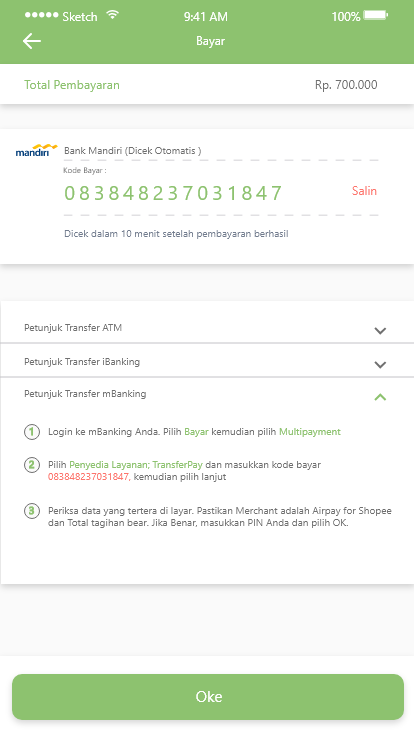 Sketch 9:41 AM 100%
Bayar
Total Pembayaran Rp. 700.000
mandiri Bank Mandiri (Dicek Otomatis )
Kode Bayar :
083848237031847 Salin
Dicek dalam 10 menit setelah pembayaran berhasil
Petunjuk Transfer ATM
Petunjuk Transfer iBanking
Petunjuk Transfer mBanking
1 Login ke mBanking Anda. Pilih Bayar kemudian pilih Multipayment
2 Pilih Penyedia Layanan; TransferPay dan masukkan kode bayar
083848237031847, kemudian pilih lanjut
3 Periksa data yang tertera di layar. Pastikan Merchant adalah Airpay for Shopee
dan Total tagihan bear. Jika Benar, masukkan PIN Anda dan pilih OK.
Oke